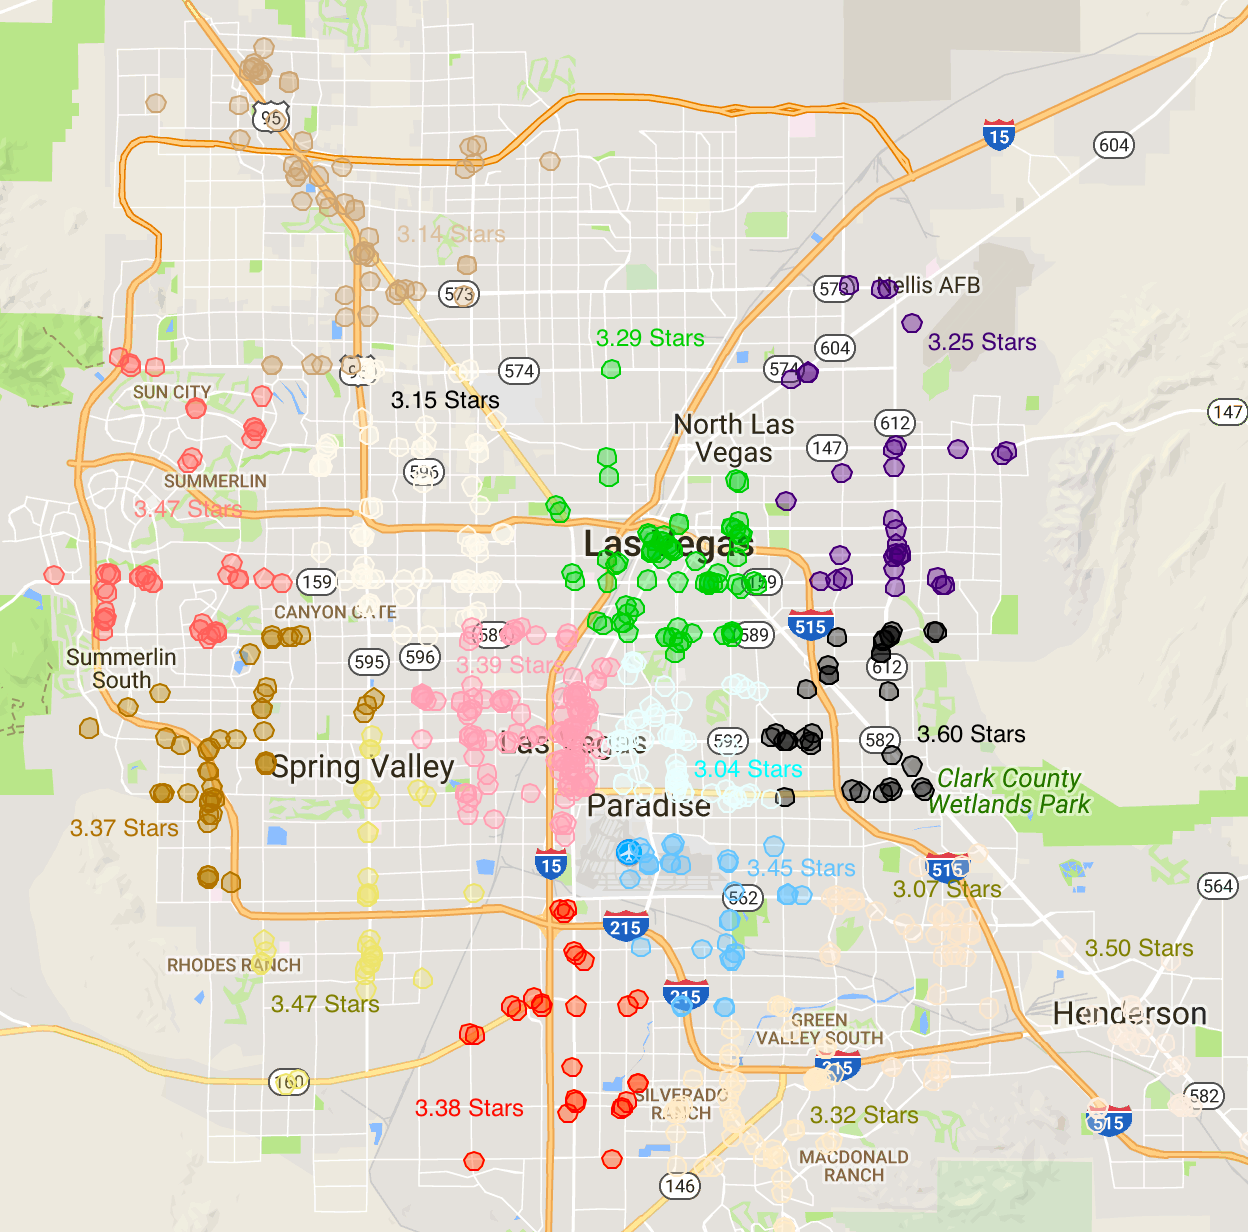 95
15
604
3.14 Stars
573
573
Nellis AFB
3.29 Stars
3.25 Stars
604
574
574
SUN CITY
3.15 Stars
147
612
North Las
Vegas
147
596
SUMMERLIN
3.47 Stars
Las Vegas
159
159
CANYON GATE
515
589
589
Summerlin
South
595
596
3.39 Stars
612
Las Vegas
592
582
3.60 Stars
Spring Valley
3.04 Stars
Clark County
Wetlands Park
Paradise
3.37 Stars
15
3.45 Stars
515
3.07 Stars
564
562
215
3.50 Stars
RHODES RANCH
3.47 Stars
215
Henderson
GREEN
VALLEY SOUTH
215
160
SILVERADO
RANCH
582
3.38 Stars
3.32 Stars
515
MACDONALD
RANCH
146